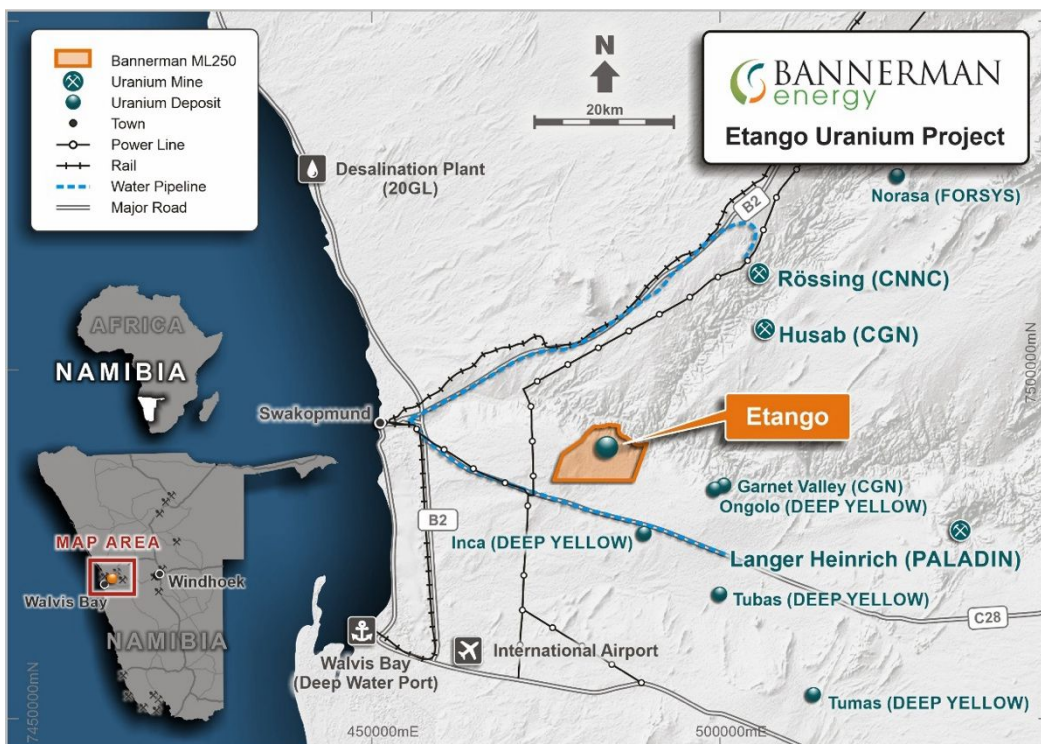 Bannerman ML250
Uranium Mine
Uranium Deposit
Town
Power Line
Rail
Water Pipeline
Major Road
N
20km
BANNERMAN
energy
Etango Uranium Project
Desalination Plant
(20GL)
B2
Norasa (FORSYS)
Rössing (CNNC)
Husab (CGN)
7500000mN
AFRICA
NAMIBIA
Swakopmund
Etango
Garnet Valley (CGN)
Ongolo (DEEP YELLOW)
B2
Inca (DEEP YELLOW)
Langer Heinrich (PALADIN)
MAP AREA
Windhoek
Walvis Bay
NAMIBIA
Tubas (DEEP YELLOW)
C28
Walvis Bay
(Deep Water Port)
International Airport
Tumas (DEEP YELLOW)
7450000mN
450000mE
500000mE